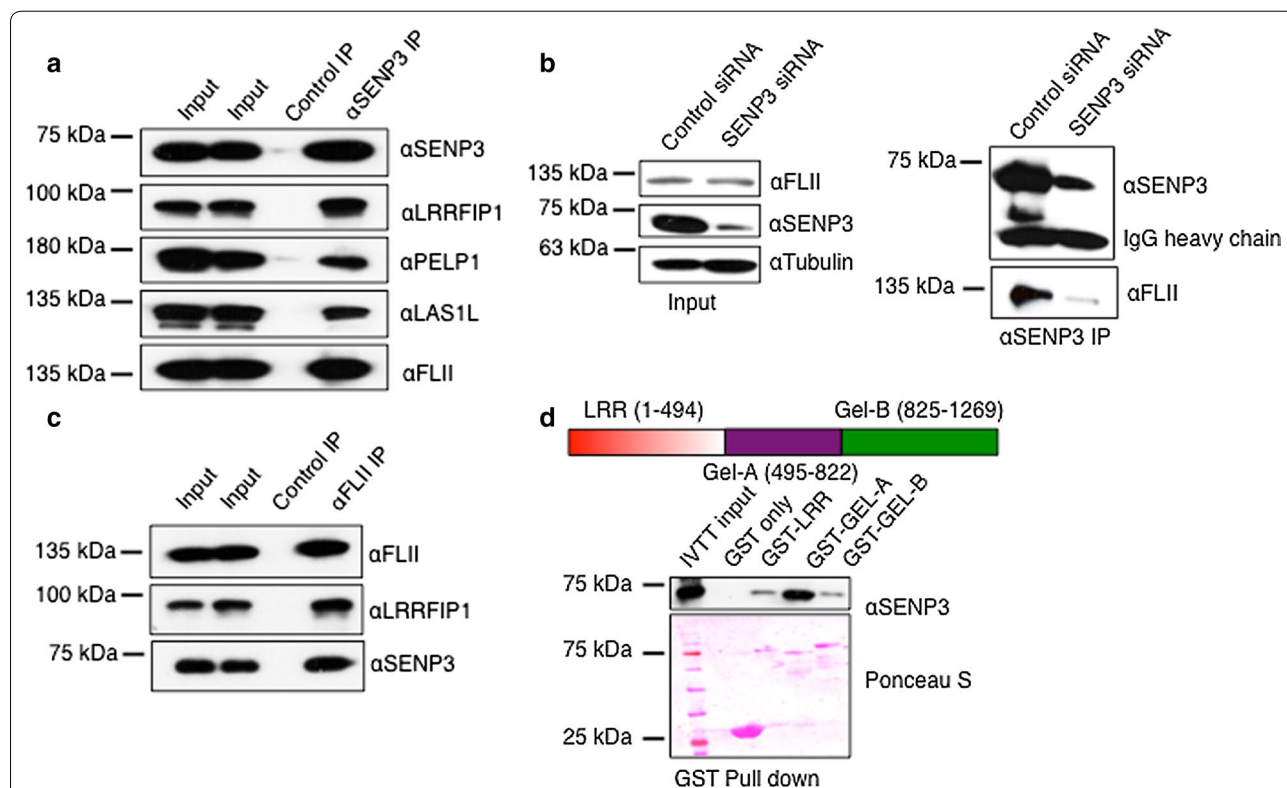 a
Input
Input
Control IP
αSENP3 IP
75 kDa
αSENP3
100 kDa
αLRRFIP1
180 kDa
αPELP1
135 kDa
αLAS1L
135 kDa
αFLII
b
Control siRNA
SENP3 siRNA
135 kDa
αFLII
75 kDa
αSENP3
63 kDa
αTubulin
Input
Control siRNA
SENP3 siRNA
75 kDa
αSENP3
IgG heavy chain
135 kDa
αFLII
αSENP3 IP
c
Input
Input
Control IP
αFLII IP
135 kDa
αFLII
100 kDa
αLRRFIP1
75 kDa
αSENP3
d
LRR (1-494)
Gel-B (825-1269)
Gel-A (495-822)
IVTT input
GST only
GST-LRR
GST-GEL-A
GST-GEL-B
75 kDa
αSENP3
75 kDa
Ponceau S
25 kDa
GST Pull down